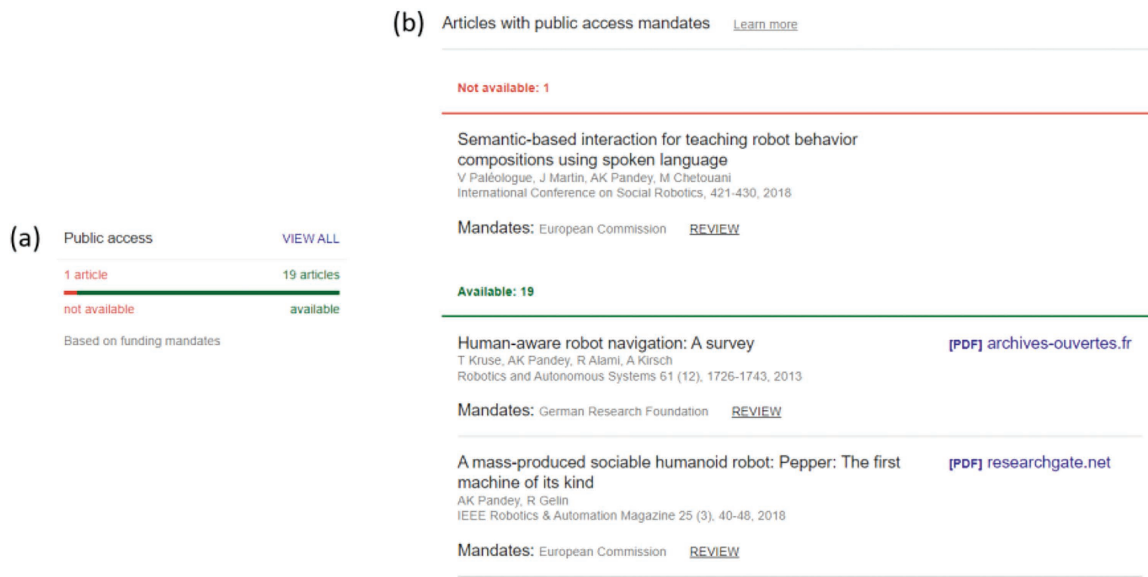 (a)
Public access VIEW ALL
1 article 19 articles
not available available
Based on funding mandates
(b) Articles with public access mandates Learn more
Not available: 1
Semantic-based interaction for teaching robot behavior
compositions using spoken language
V Paléologue, J Martin, AK Pandey, M Chetouani
International Conference on Social Robotics, 421-430, 2018
Mandates: European Commission REVIEW
Available: 19
Human-aware robot navigation: A survey [PDF] archives-ouvertes.fr
T Kruse, AK Pandey, R Alami, A Kirsch
Robotics and Autonomous Systems 61 (12), 1726-1743, 2013
Mandates: German Research Foundation REVIEW
A mass-produced sociable humanoid robot: Pepper: The first [PDF] researchgate.net
machine of its kind
AK Pandey, R Gelin
IEEE Robotics & Automation Magazine 25 (3), 40-48, 2018
Mandates: European Commission REVIEW